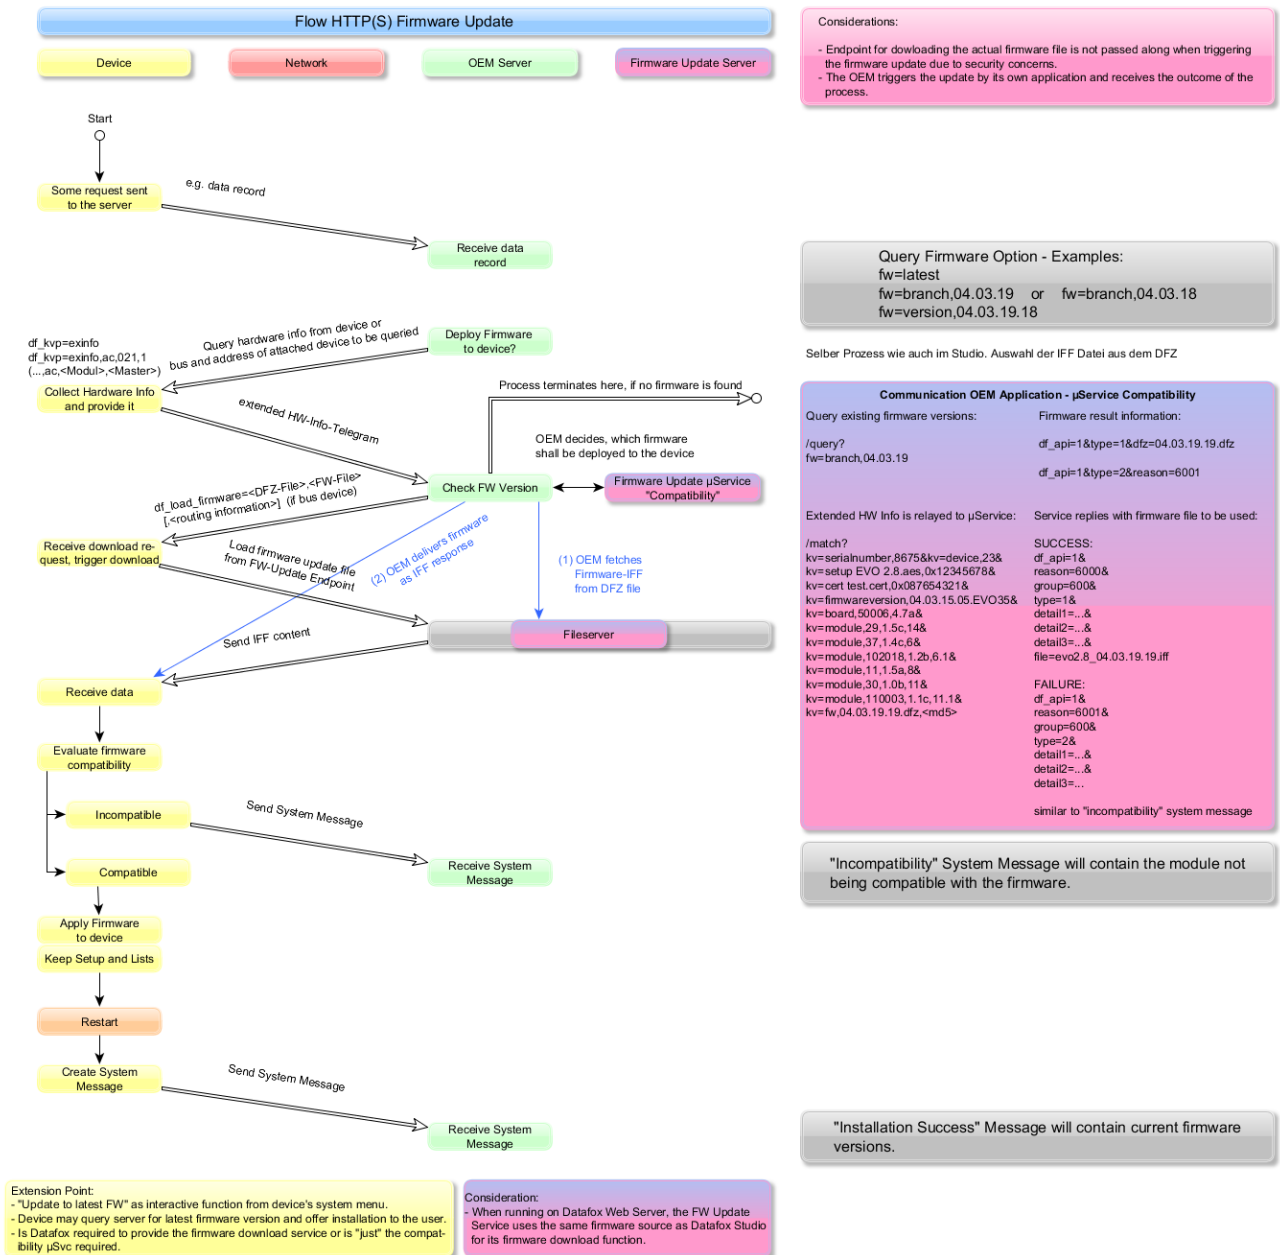 Flow HTTP(S) Firmware Update
Device
Network
OEM Server
Firmware Update Server
Considerations:
- Endpoint for dowloading the actual firmware file is not passed along when triggering
the firmware update due to security concerns.
- The OEM triggers the update by its own application and receives the outcome of the
process.
Start
Some request sent
to the server
e.g. data record
Receive data
record
Query Firmware Option - Examples:
fw=latest
fw=branch,04.03.19 or fw=branch,04.03.18
fw=version,04.03.19.18
Selber Prozess wie auch im Studio. Auswahl der IFF Datei aus dem DFZ
Deploy Firmware
to device?
Query hardware info from device or
bus and address of attached device to be queried
df_kvp=exinfo
df_kvp=exinfo,ac,021,1
(...,ac,<Modul>,<Master>)
Collect Hardware Info
and provide it
extended HW-Info-Telegram
Process terminates here, if no firmware is found
OEM decides, which firmware
shall be deployed to the device
Check FW Version
Firmware Update µService
"Compatibility"
df_load_firmware=<DFZ-File>,<FW-File>
[,<routing information>] (if bus device)
Receive download re-
quest, trigger download
Load firmware update file
from FW-Update Endpoint
(2) OEM delivers firmware
as IFF response
(1) OEM fetches
Firmware-IFF
from DFZ file
Fileserver
Send IFF content
Receive data
Evaluate firmware
compatibility
Incompatible
Send System Message
Receive System
Message
Compatible
Apply Firmware
to device
Keep Setup and Lists
Restart
Create System
Message
Send System Message
Receive System
Message
Communication OEM Application - µService Compatibility
Query existing firmware versions:
/query?
fw=branch,04.03.19
Firmware result information:
df_api=1&type=1&dfz=04.03.19.19.dfz
df_api=1&type=2&reason=6001
Extended HW Info is relayed to µService:
/match?
kv=serialnumber,8675&kv=device,23&
kv=setup EVO 2.8.aes,0x12345678&
kv=cert test.cert,0x087654321&
kv=firmwareversion,04.03.15.05.EVO35&
kv=board,50006,4.7a&
kv=module,29,1.5c,14&
kv=module,37,1.4c,6&
kv=module,102018,1.2b,6.1&
kv=module,11,1.5a,8&
kv=module,30,1.0b,11&
kv=module,110003,1.1c,11.1&
kv=fw,04.03.19.19.dfz,<md5>
Service replies with firmware file to be used:
SUCCESS:
df_api=1&
reason=6000&
group=600&
type=1&
detail1=...&
detail2=...&
detail3=...&
file=evo2.8_04.03.19.19.iff
FAILURE:
df_api=1&
reason=6001&
group=600&
type=2&
detail1=...&
detail2=...&
detail3=...
similar to "incompatibility" system message
"Incompatibility" System Message will contain the module not
being compatible with the firmware.
"Installation Success" Message will contain current firmware
versions.
Extension Point:
- "Update to latest FW" as interactive function from device's system menu.
- Device may query server for latest firmware version and offer installation to the user.
- Is Datafox required to provide the firmware download service or is "just" the compat-
ibility µSvc required.
Consideration:
- When running on Datafox Web Server, the FW Update
Service uses the same firmware source as Datafox Studio
for its firmware download function.